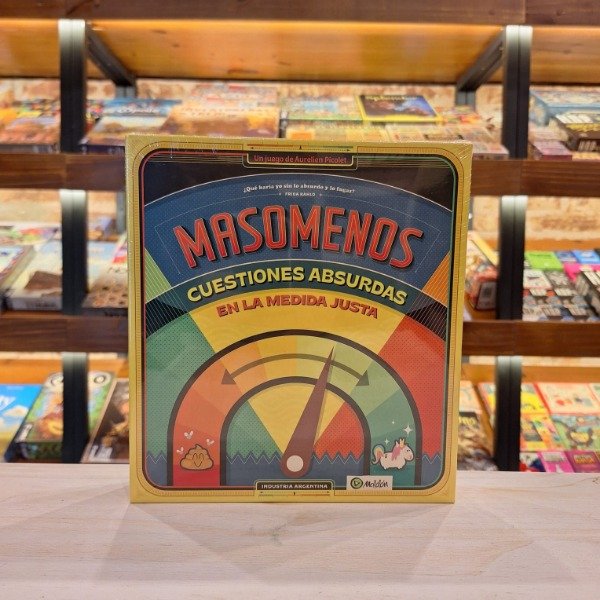 Un juego de Aurelien Picolet
¿Qué haría yo sin lo absurdo y lo fugaz?
FRIDA KAHLO
MASOMENOS
CUESTIONES ABSURDAS
EN LA MEDIDA JUSTA
INDUSTRIA ARGENTINA
Maldón